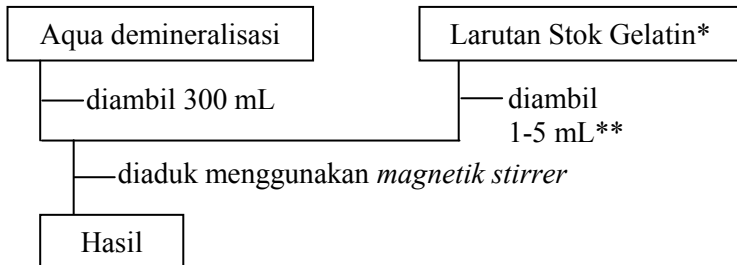 Aqua demineralisasi
Larutan Stok Gelatin*
diambil 300 mL
diambil
1-5 mL**
diaduk menggunakan magnetik stirrer
Hasil